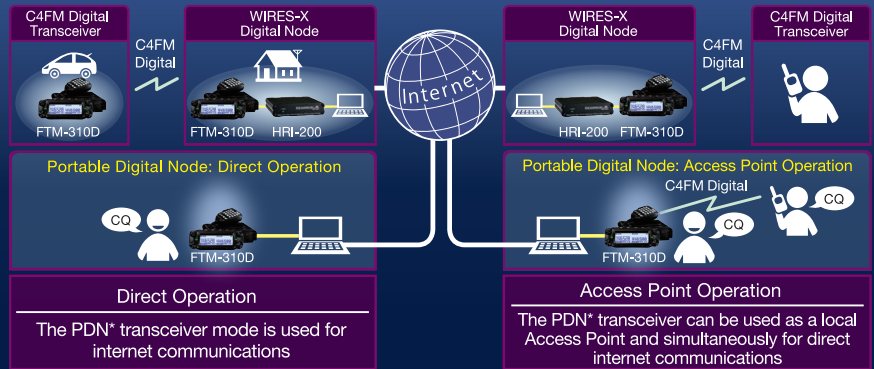 C4FM Digital
Transceiver
FTM-310D
C4FM
Digital
WIRES-X
Digital Node
FTM-310D
HRI-200
Internet
WIRES-X
Digital Node
HRI-200
FTM-310D
C4FM
Digital
C4FM Digital
Transceiver
Portable Digital Node: Direct Operation
CQ
FTM-310D
Portable Digital Node: Access Point Operation
C4FM Digital
CQ
CQ
FTM-310D
Direct Operation
The PDN* transceiver mode is used for
internet communications
Access Point Operation
The PDN* transceiver can be used as a local
Access Point and simultaneously for direct
internet communications